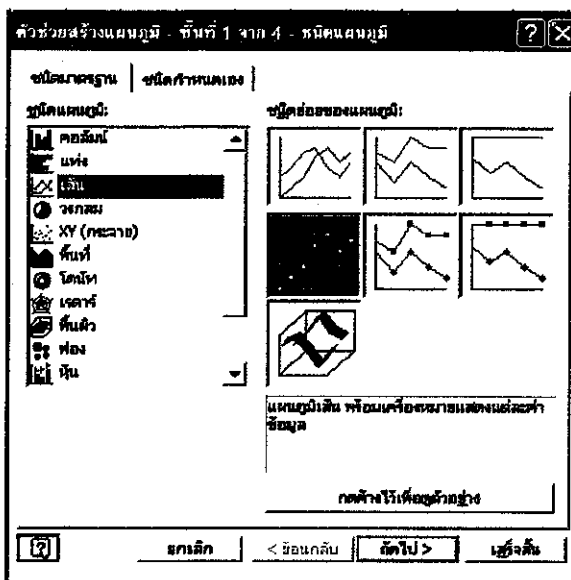 ตัวช่วยสร้างแผนภูมิ - ขั้นที่ 1 จาก 4 - ชนิดแผนภูมิ
ชนิดมาตรฐาน
ชนิดกำหนดเอง
ชนิดแผนภูมิ:
คอลัมน์
แท่ง
เส้น
วงกลม
XY (กระจาย)
พื้นที่
โดนัท
เรดาร์
พื้นผิว
ฟอง
หุ้น
ชนิดย่อยของแผนภูมิ:
แผนภูมิเส้น พร้อมเครื่องหมายแสดงแต่ละค่า
ข้อมูล
กดค้างไว้เพื่อดูตัวอย่าง
ยกเลิก
< ย้อนกลับ
ถัดไป >
เสร็จสิ้น